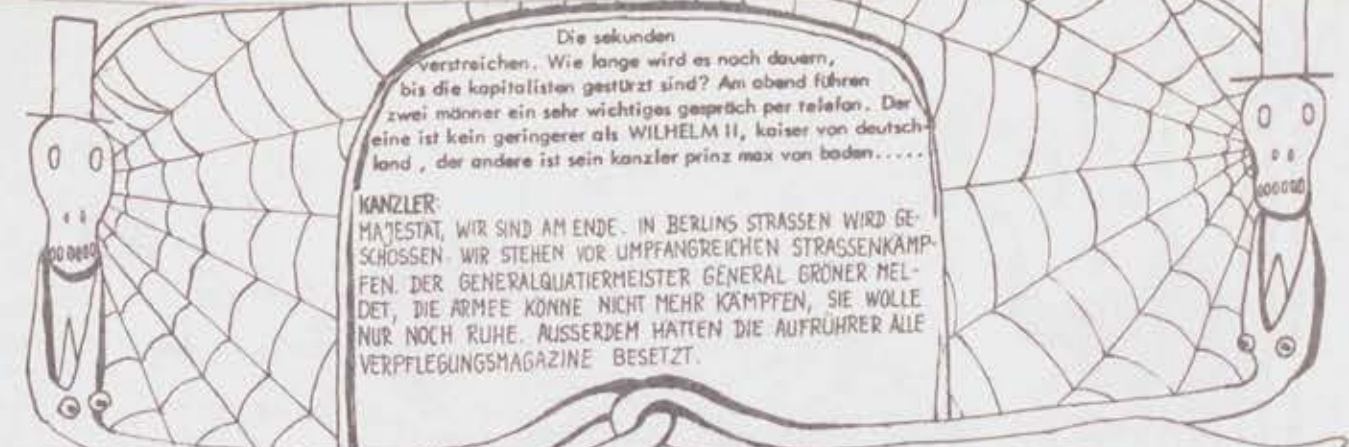 Die sekunden
verstreichen. Wie lange wird es noch dauern,
bis die kapitalisten gestürzt sind? Am abend führen
zwei männer ein sehr wichtiges gespräch per telefon. Der
eine ist kein geringerer als WILHELM II, kaiser von deutsch-
land , der andere ist sein kanzler prinz max von baden.....
KANZLER:
MAJESTÄT, WIR SIND AM ENDE. IN BERLINS STRASSEN WIRD GE-
SCHOSSEN. WIR STEHEN VOR UMPFANGREICHEN STRASSENKÄMP-
FEN. DER GENERALQUATIERMEISTER GENERAL GRÖNER MEL-
DET, DIE ARMEE KÖNNE NICHT MEHR KÄMPFEN, SIE WOLLE
NUR NOCH RUHE. AUSSERDEM HÄTTEN DIE AUFRÜHRER ALLE
VERPFLEGUNGSMAGAZINE BESETZT.